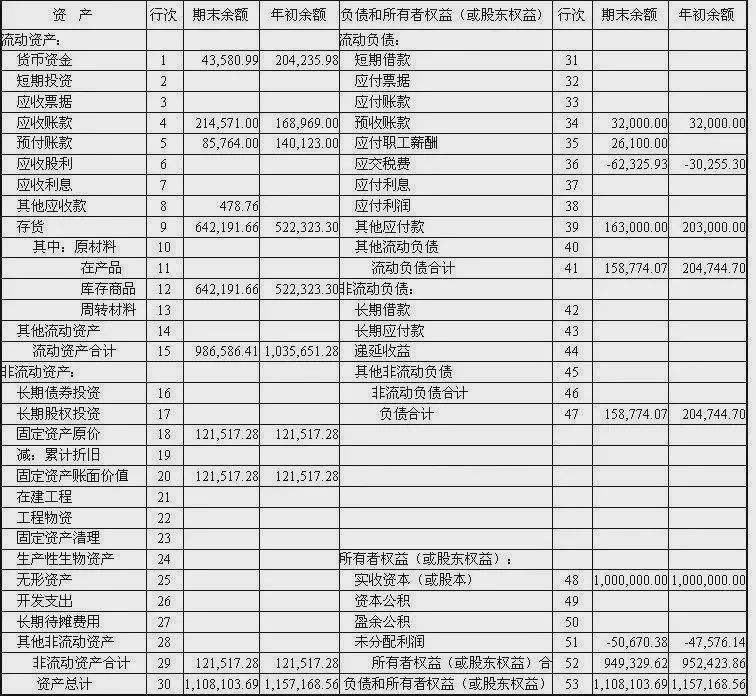 资 产 行次 期末余额 年初余额 负债和所有者权益（或股东权益） 行次 期末余额 年初余额
流动资产： 流动负债：
货币资金 1 43,580.99 204,235.98 短期借款 31
短期投资 2 应付票据 32
应收票据 3 应付账款 33
应收账款 4 214,571.00 168,969.00 预收账款 34 32,000.00 32,000.00
预付账款 5 85,764.00 140,123.00 应付职工薪酬 35 26,100.00
应收股利 6 应交税费 36 -62,325.93 -30,255.30
应收利息 7 应付利息 37
其他应收款 8 478.76 应付利润 38
存货 9 642,191.66 522,323.30 其他应付款 39 163,000.00 203,000.00
其中：原材料 10 其他流动负债 40
在产品 11 流动负债合计 41 158,774.07 204,744.70
库存商品 12 642,191.66 522,323.30 非流动负债：
周转材料 13 长期借款 42
其他流动资产 14 长期应付款 43
流动资产合计 15 986,586.41 1,035,651.28 递延收益 44
非流动资产： 其他非流动负债 45
长期债券投资 16 非流动负债合计 46
长期股权投资 17 负债合计 47 158,774.07 204,744.70
固定资产原价 18 121,517.28 121,517.28
减：累计折旧 19
固定资产账面价值 20 121,517.28 121,517.28
在建工程 21
工程物资 22
固定资产清理 23
生产性生物资产 24 所有者权益（或股东权益）：
无形资产 25 实收资本（或股本） 48 1,000,000.00 1,000,000.00
开发支出 26 资本公积 49
长期待摊费用 27 盈余公积 50
其他非流动资产 28 未分配利润 51 -50,670.38 -47,576.14
非流动资产合计 29 121,517.28 121,517.28 所有者权益（或股东权益）合 52 949,329.62 952,423.86
资产总计 30 1,108,103.69 1,157,168.56 负债和所有者权益（或股东权益） 53 1,108,103.69 1,157,168.56